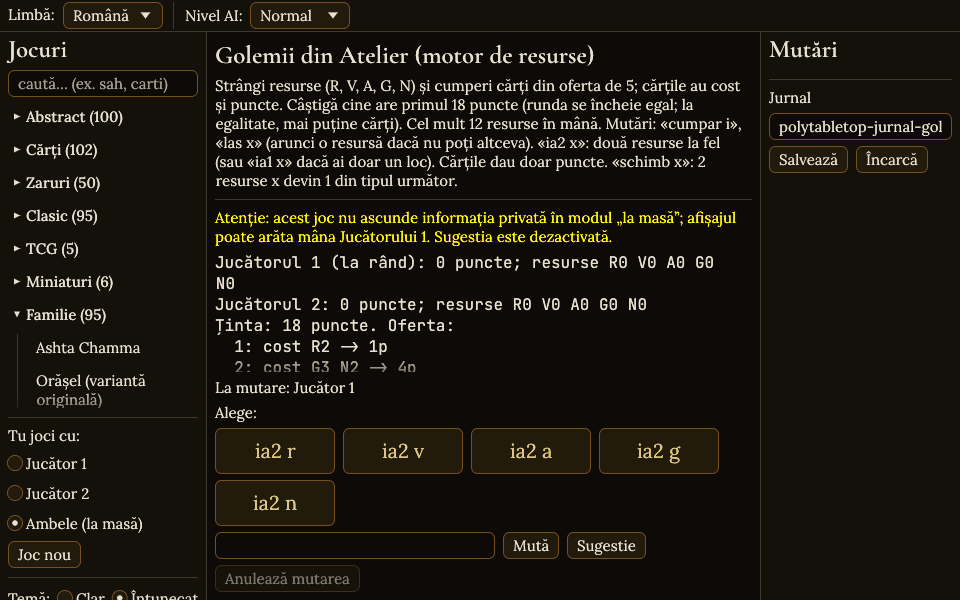 Limbă: Română Nivel AI: Normal
Jocuri
caută... (ex. sah, carti)
Abstract (100)
Cărți (102)
Zaruri (50)
Clasic (95)
TCG (5)
Miniaturi (6)
Familie (95)
Ashta Chamma
Orășel (variantă
originală)
Tu joci cu:
Jucător 1
Jucător 2
Ambele (la masă)
Joc nou
Temă: Clar Întunecat
Golemii din Atelier (motor de resurse)
Strângi resurse (R, V, A, G, N) și cumperi cărți din oferta de 5; cărțile au cost
și puncte. Câștigă cine are primul 18 puncte (runda se încheie egal; la
egalitate, mai puține cărți). Cel mult 12 resurse în mână. Mutări: «cumpar i»,
«las x» (arunci o resursă dacă nu poți altceva). «ia2 x»: două resurse la fel
(sau «ia1 x» dacă ai doar un loc). Cărțile dau doar puncte. «schimb x»: 2
resurse x devin 1 din tipul următor.
Atenție: acest joc nu ascunde informația privată în modul „la masă”; afișajul
poate arăta mâna Jucătorului 1. Sugestia este dezactivată.
Jucătorul 1 (la rând): 0 puncte; resurse R0 V0 A0 G0
N0
Jucătorul 2: 0 puncte; resurse R0 V0 A0 G0 N0
Ținta: 18 puncte. Oferta:
1: cost R2 -> 1p
2: cost G3 N2 -> 4p
La mutare: Jucător 1
Alege:
ia2 r ia2 v ia2 a ia2 g
ia2 n
Mută Sugestie
Anulează mutarea
Mutări
Jurnal
polytabletop-jurnal-gol
Salvează Încarcă